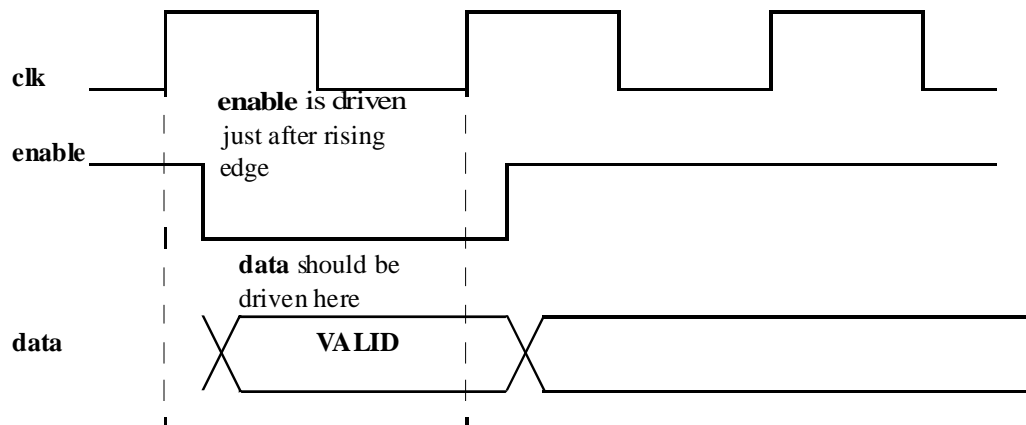 clk
enable is driven
just after rising
edge
enable
data should be
driven here
data
VALID